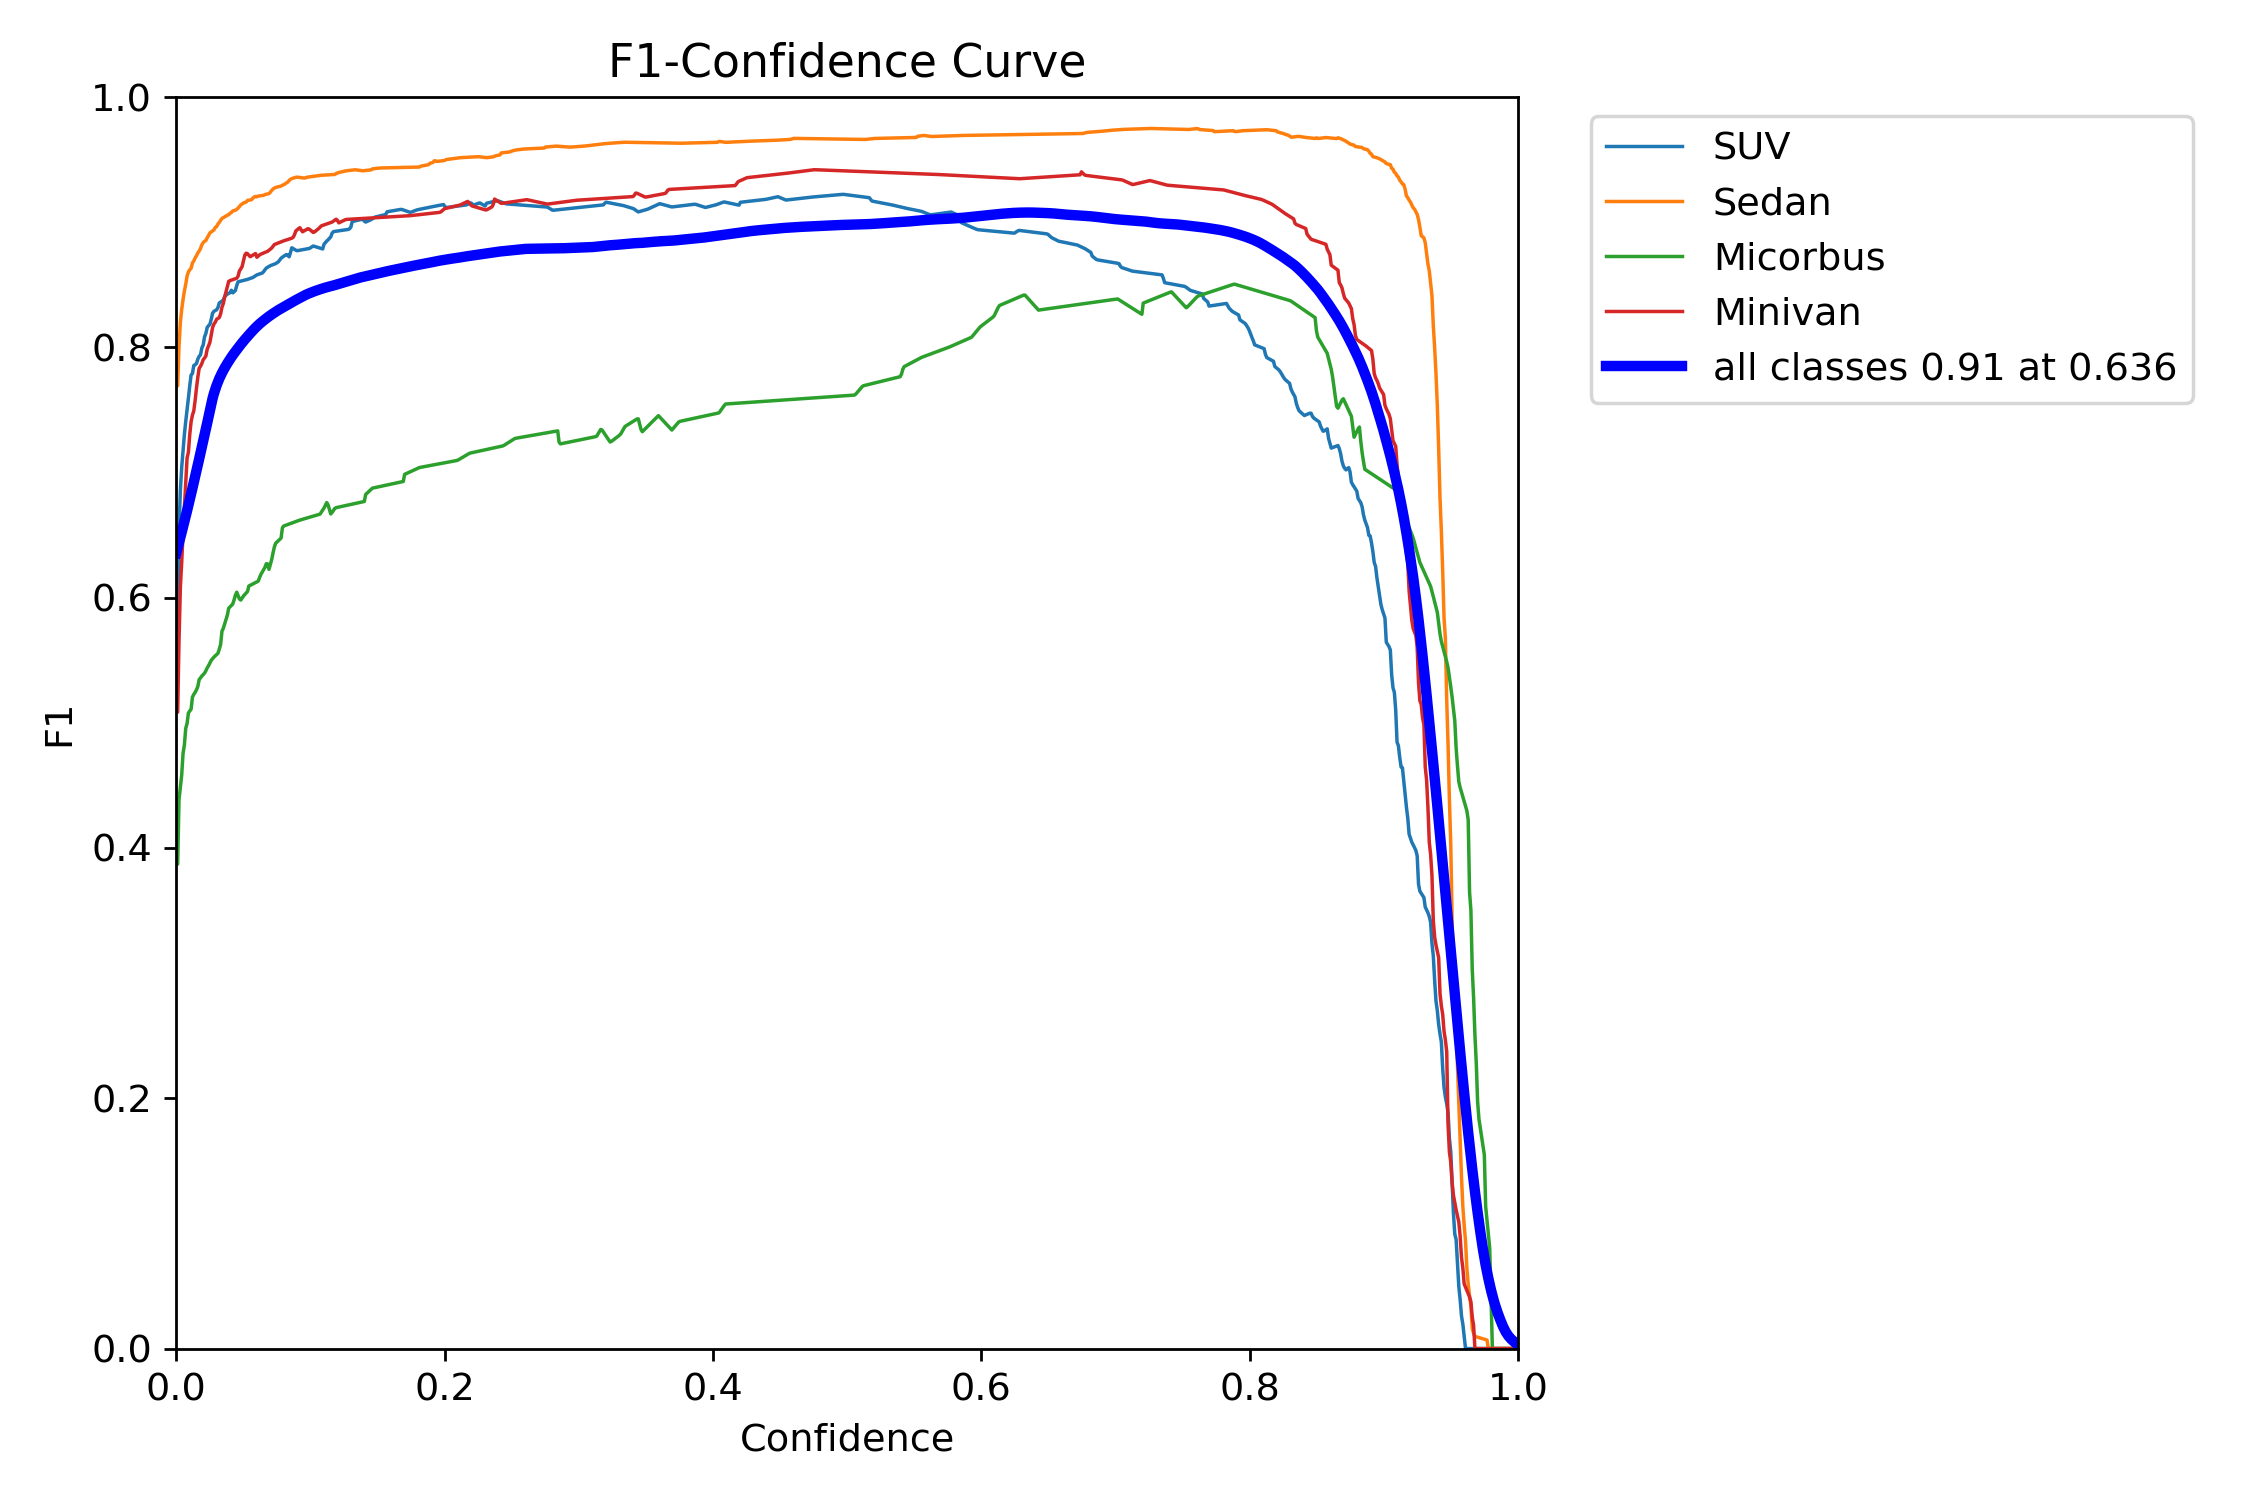 F1-Confidence Curve
1.0
0.8
0.6
0.4
0.2
0.0
F1
0.0 0.2 0.4 0.6 0.8 1.0
Confidence
SUV
Sedan
Micorbus
Minivan
all classes 0.91 at 0.636